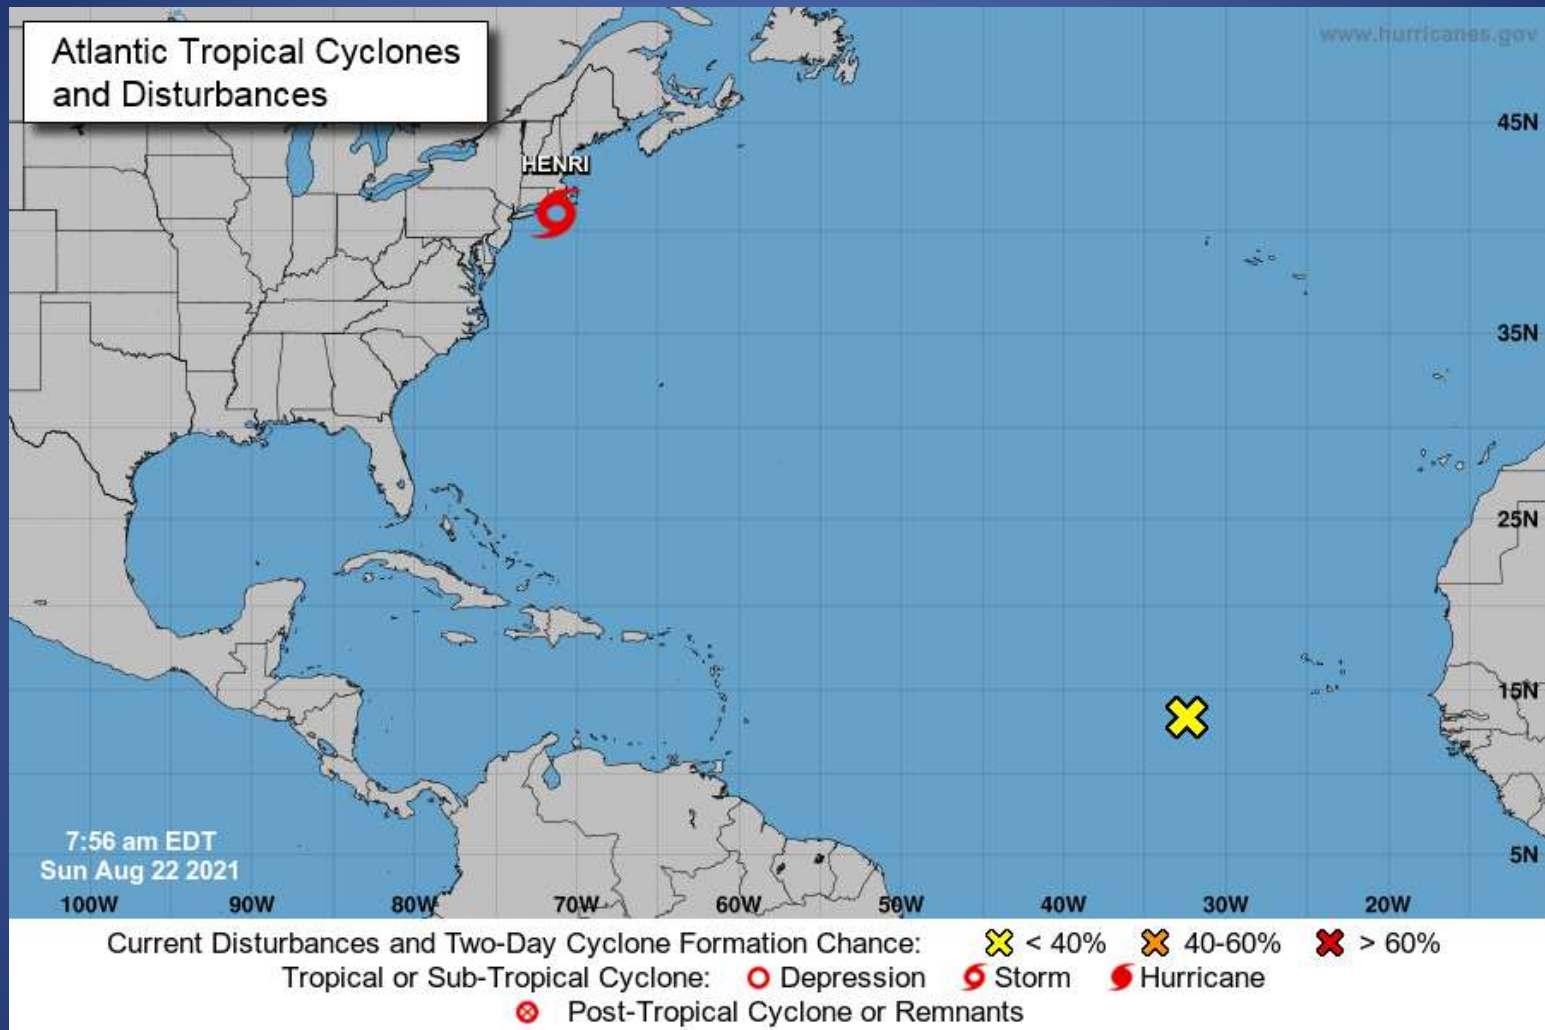 Atlantic Tropical Cyclones
and Disturbances
www.hurricanes.gov
45N
HENRI
35N
25N
15N
7:56 am EDT
Sun Aug 22 2021
5N
100W 90W 80W 70W 60W 50W 40W 30W 20W
Current Disturbances and Two-Day Cyclone Formation Chance: < 40% 40-60% > 60%
Tropical or Sub-Tropical Cyclone: Depression Storm Hurricane
Post-Tropical Cyclone or Remnants